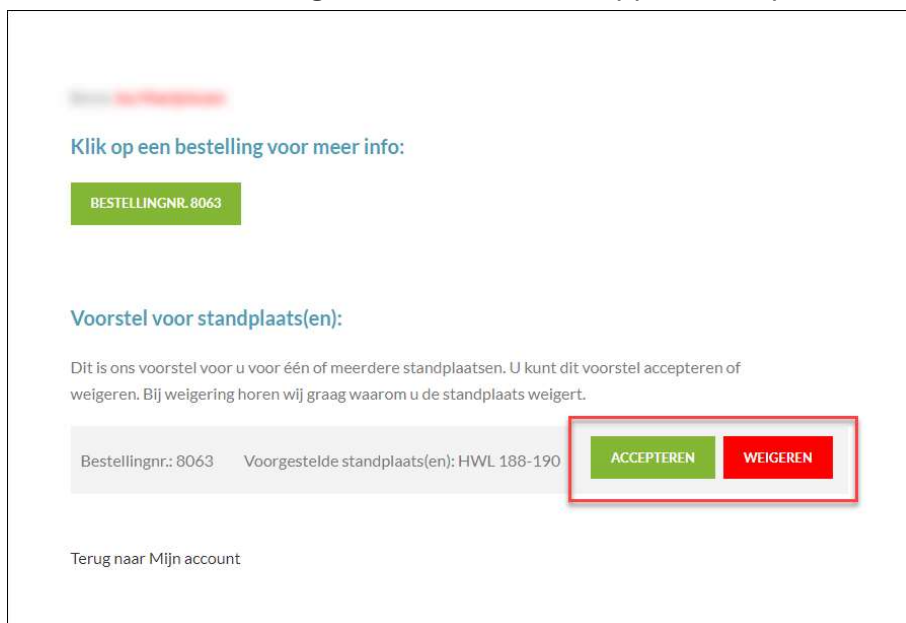 Klik op een bestelling voor meer info:
BESTELLINGNR. 8063
Voorstel voor standplaats(en):
Dit is ons voorstel voor u voor één of meerdere standplaatsen. U kunt dit voorstel accepteren of
weigeren. Bij weigering horen wij graag waarom u de standplaats weigert.
Bestellingnr.: 8063 Voorgestelde standplaats(en): HWL 188-190 ACCEPTEREN WEIGEREN
Terug naar Mijn account